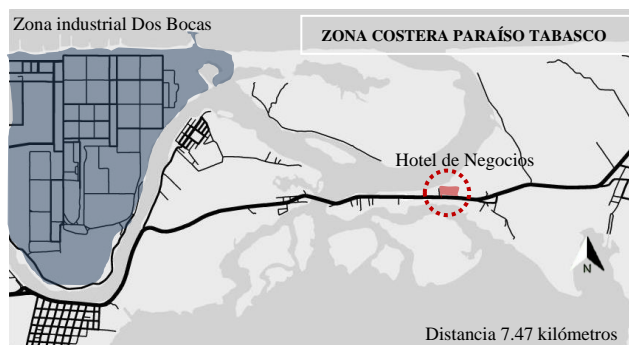 Zona industrial Dos Bocas
ZONA COSTERA PARAÍSO TABASCO
Hotel de Negocios
N
Distancia 7.47 kilómetros